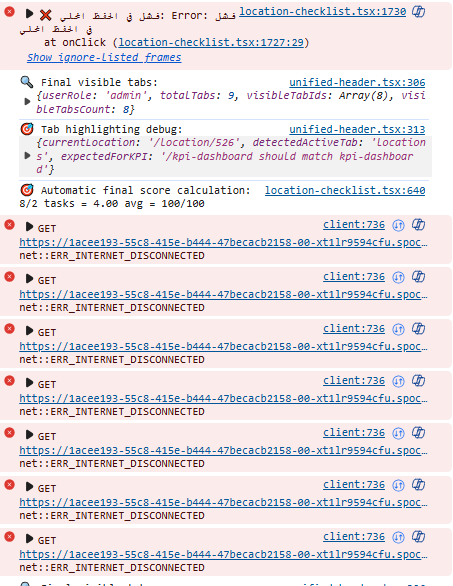 ❌ فشل في الحفظ المحلي: Error: فشل في الحفظ المحلي location-checklist.tsx:1730
at onClick (location-checklist.tsx:1727:29)
Show ignore-listed frames
🔍 Final visible tabs: unified-header.tsx:306
{userRole: 'admin', totalTabs: 9, visibleTabIds: Array(8), visi
bleTabsCount: 8}
🎯 Tab highlighting debug: unified-header.tsx:313
{currentLocation: '/location/526', detectedActiveTab: 'location
s', expectedForKPI: '/kpi-dashboard should match kpi-dashboar
d'}
🎯 Automatic final score calculation: location-checklist.tsx:640
8/2 tasks = 4.00 avg = 100/100
GET client:736
https://1acee193-55c8-415e-b444-47becacb2158-00-xt1lr9594cfu.spoc…
net::ERR_INTERNET_DISCONNECTED
GET client:736
https://1acee193-55c8-415e-b444-47becacb2158-00-xt1lr9594cfu.spoc…
net::ERR_INTERNET_DISCONNECTED
GET client:736
https://1acee193-55c8-415e-b444-47becacb2158-00-xt1lr9594cfu.spoc…
net::ERR_INTERNET_DISCONNECTED
GET client:736
https://1acee193-55c8-415e-b444-47becacb2158-00-xt1lr9594cfu.spoc…
net::ERR_INTERNET_DISCONNECTED
GET client:736
https://1acee193-55c8-415e-b444-47becacb2158-00-xt1lr9594cfu.spoc…
net::ERR_INTERNET_DISCONNECTED
GET client:736
https://1acee193-55c8-415e-b444-47becacb2158-00-xt1lr9594cfu.spoc…
net::ERR_INTERNET_DISCONNECTED
GET client:736
https://1acee193-55c8-415e-b444-47becacb2158-00-xt1lr9594cfu.spoc…
net::ERR_INTERNET_DISCONNECTED